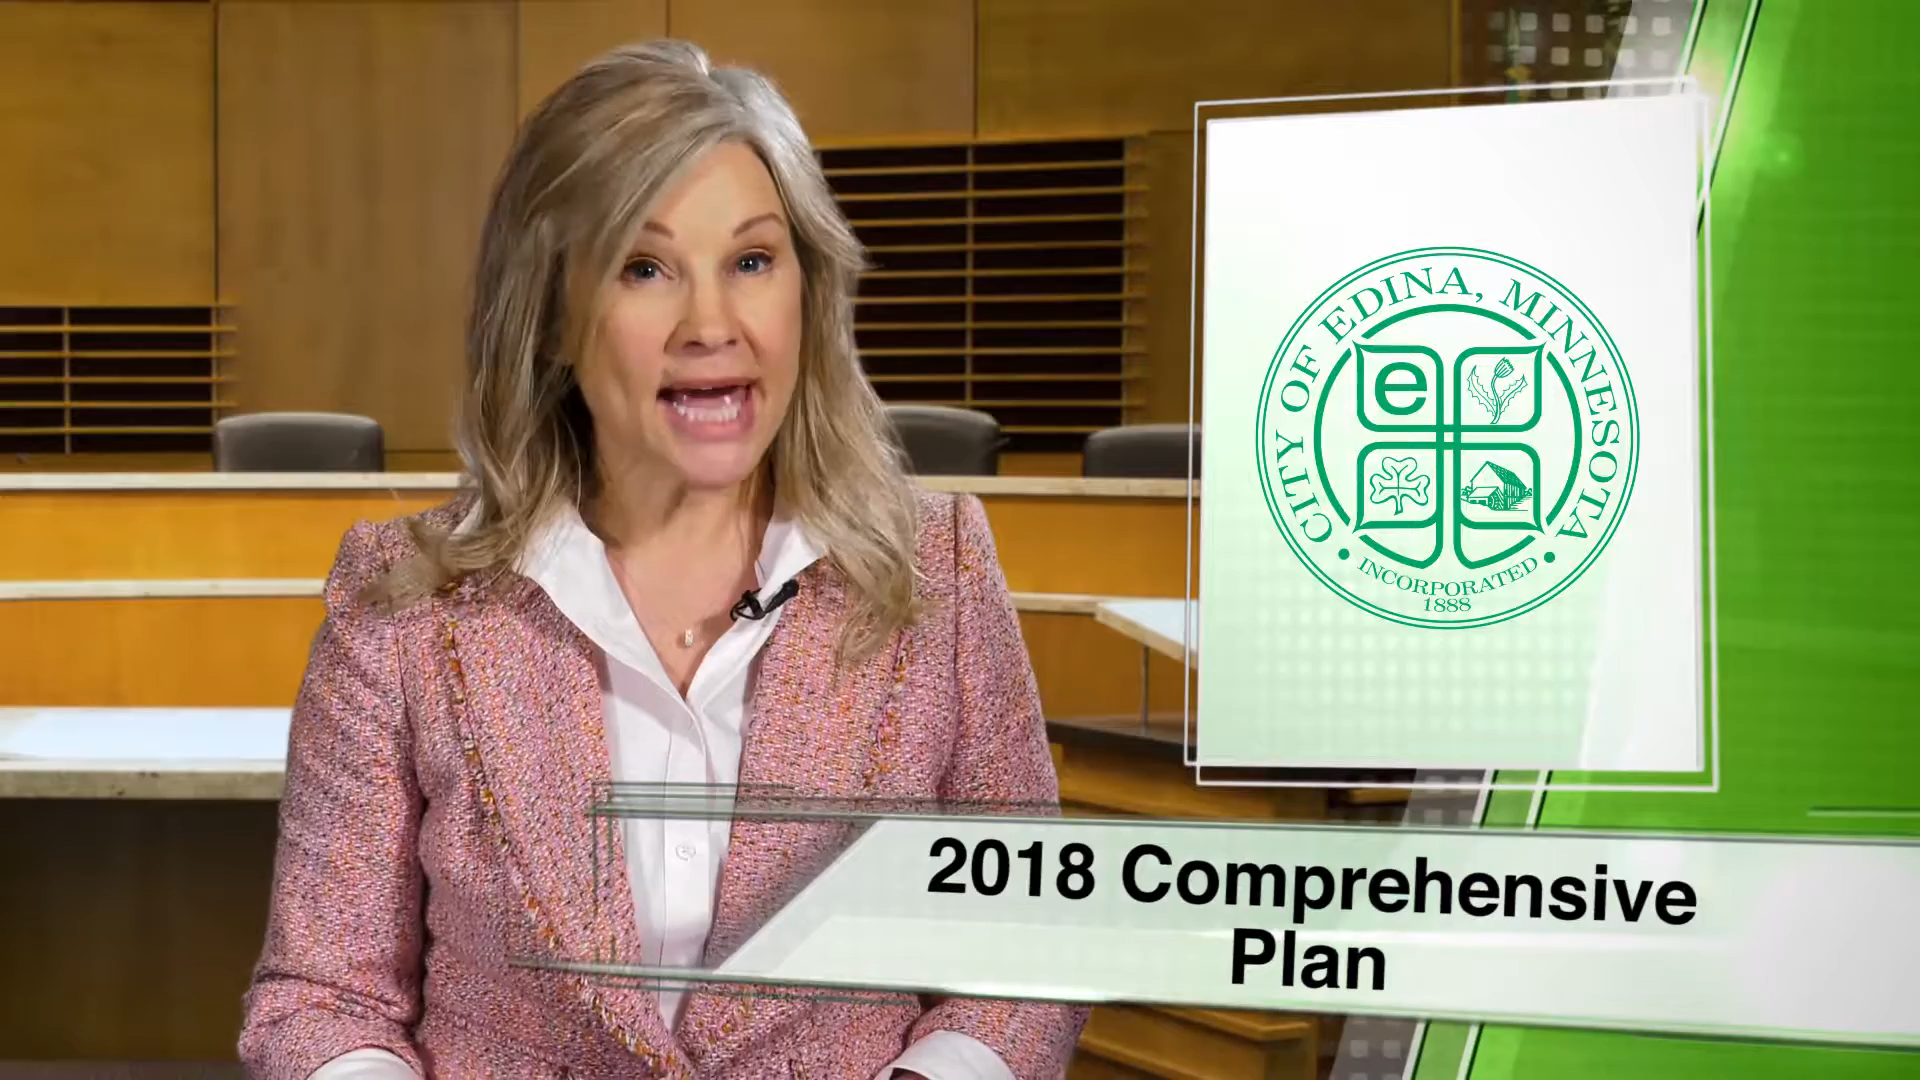 CITY OF EDINA, MINNESOTA
e
• INCORPORATED •
1888
2018 Comprehensive
Plan